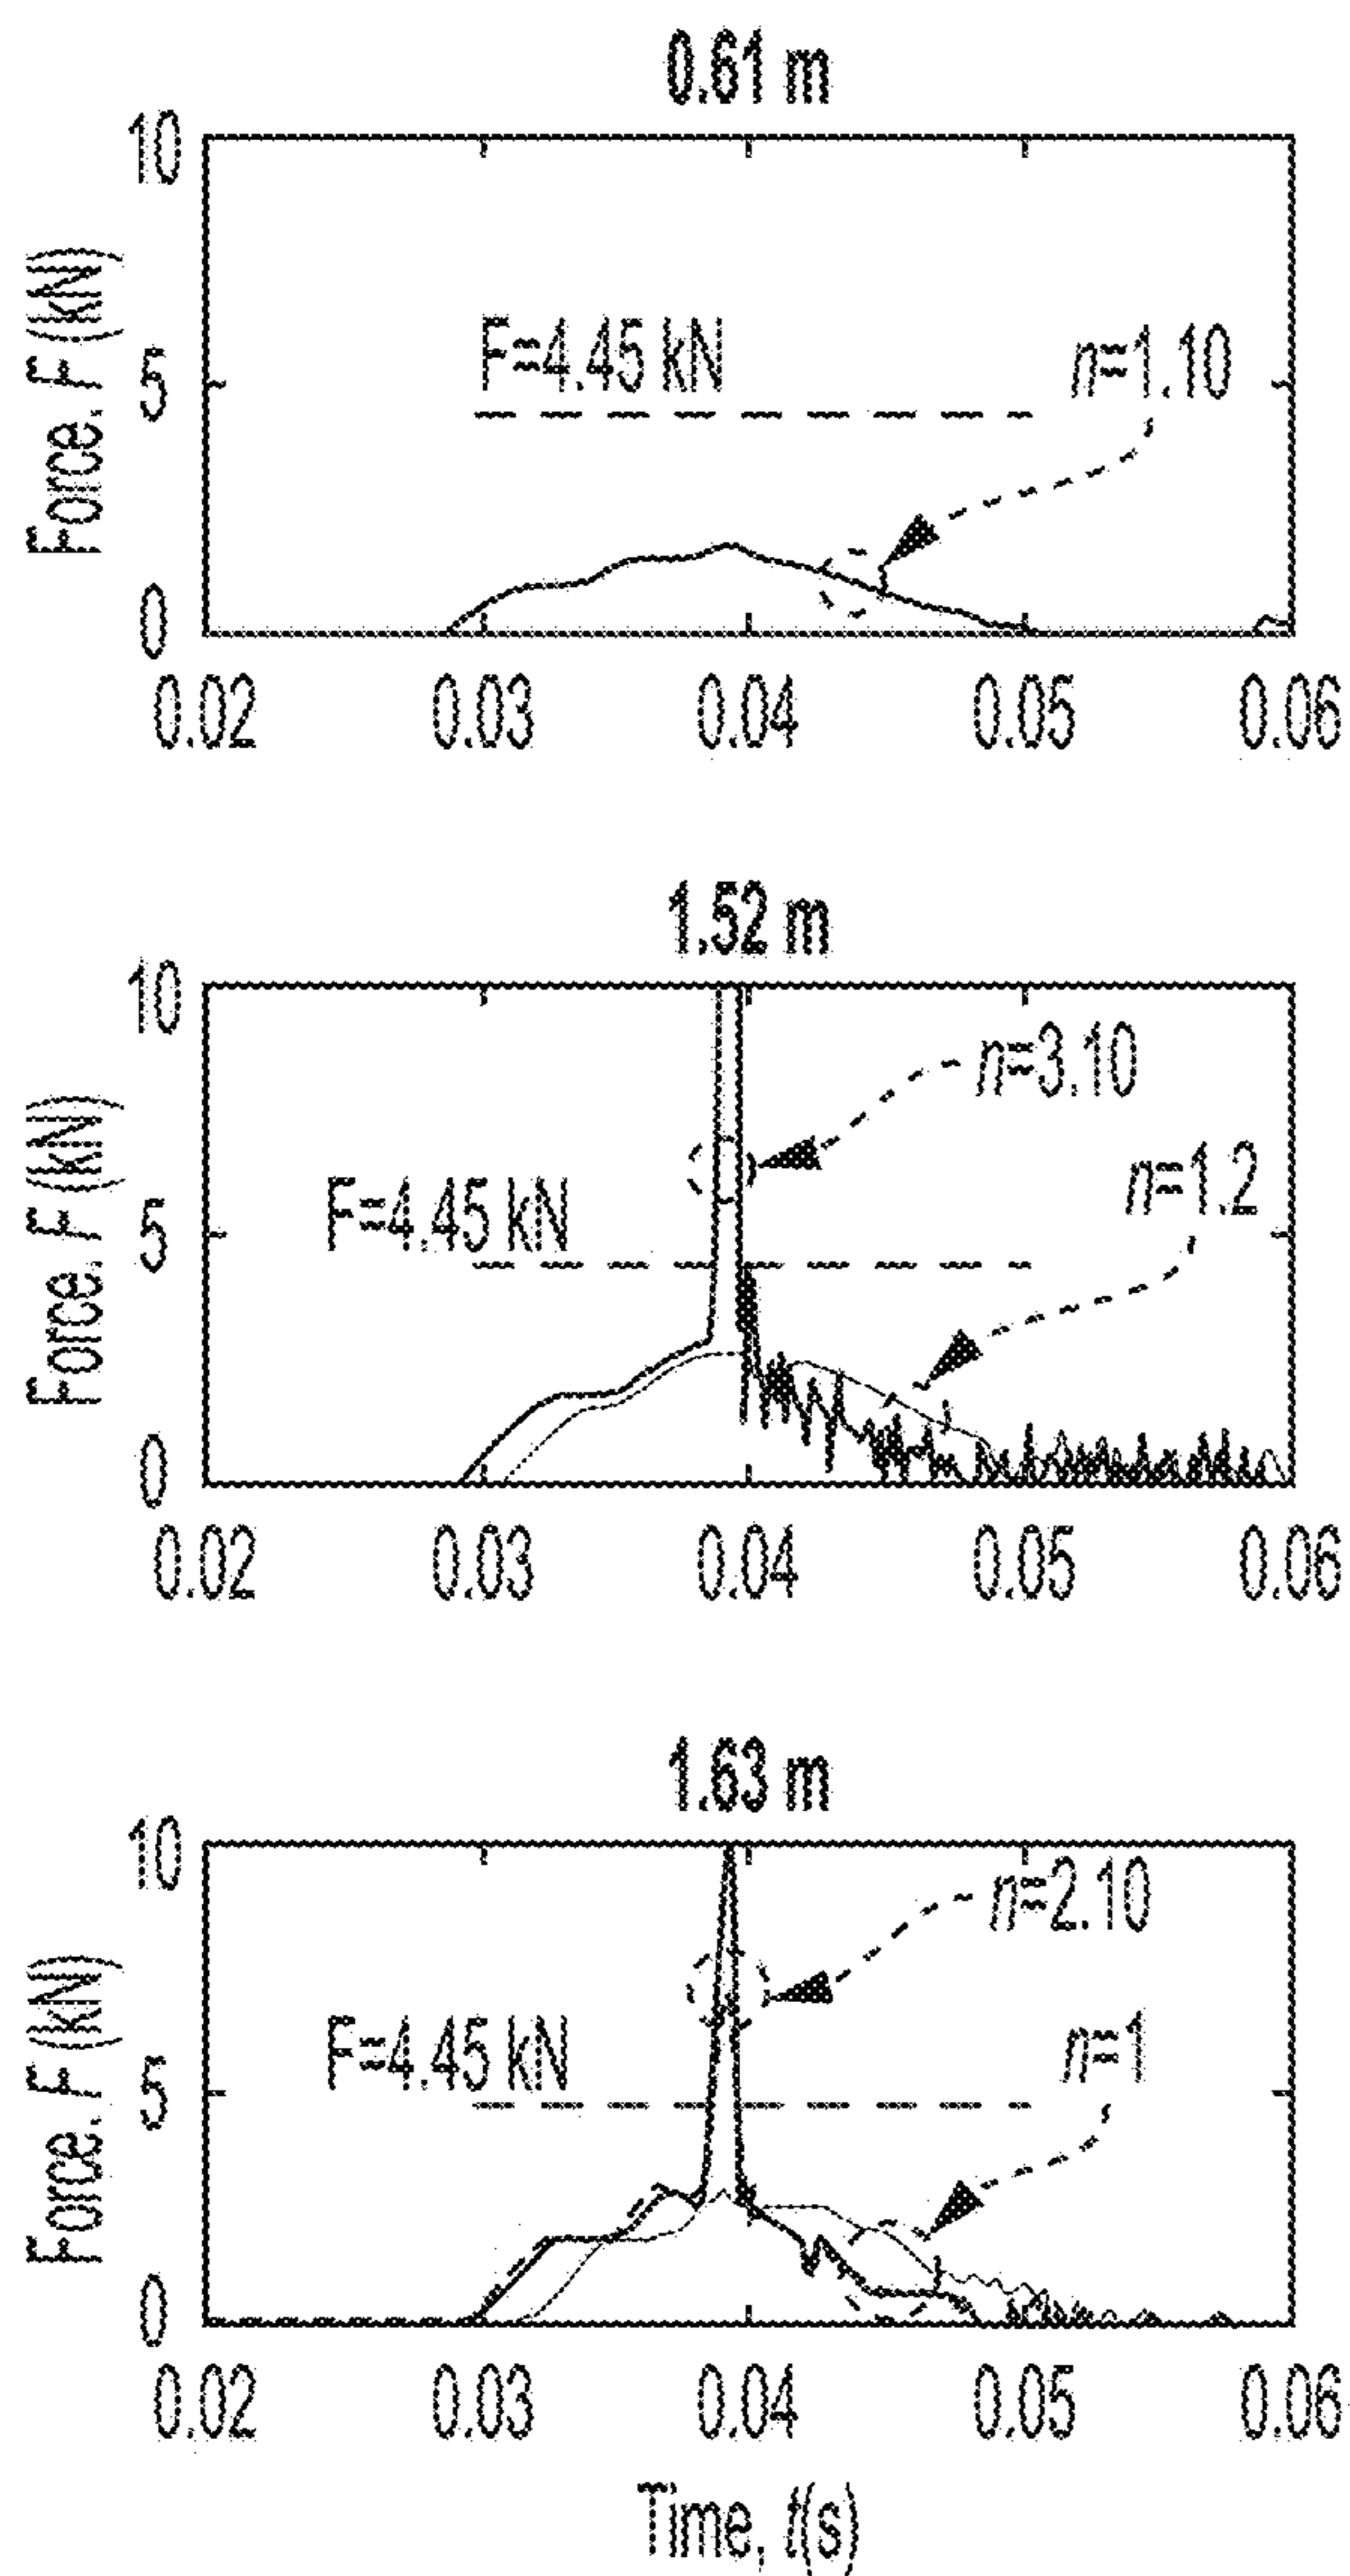 0.61 m
10
Force, F (kN)
F=4.45 kN
n=1.10
5
0
0.02 0.03 0.04 0.05 0.06
1.52 m
10
Force, F (kN)
n=3.10
n=1.2
F=4.45 kN
5
0
0.02 0.03 0.04 0.05 0.06
1.63 m
10
Force, F (kN)
n=2.10
F=4.45 kN
n=1
5
0
0.02 0.03 0.04 0.05 0.06
Time, t(s)